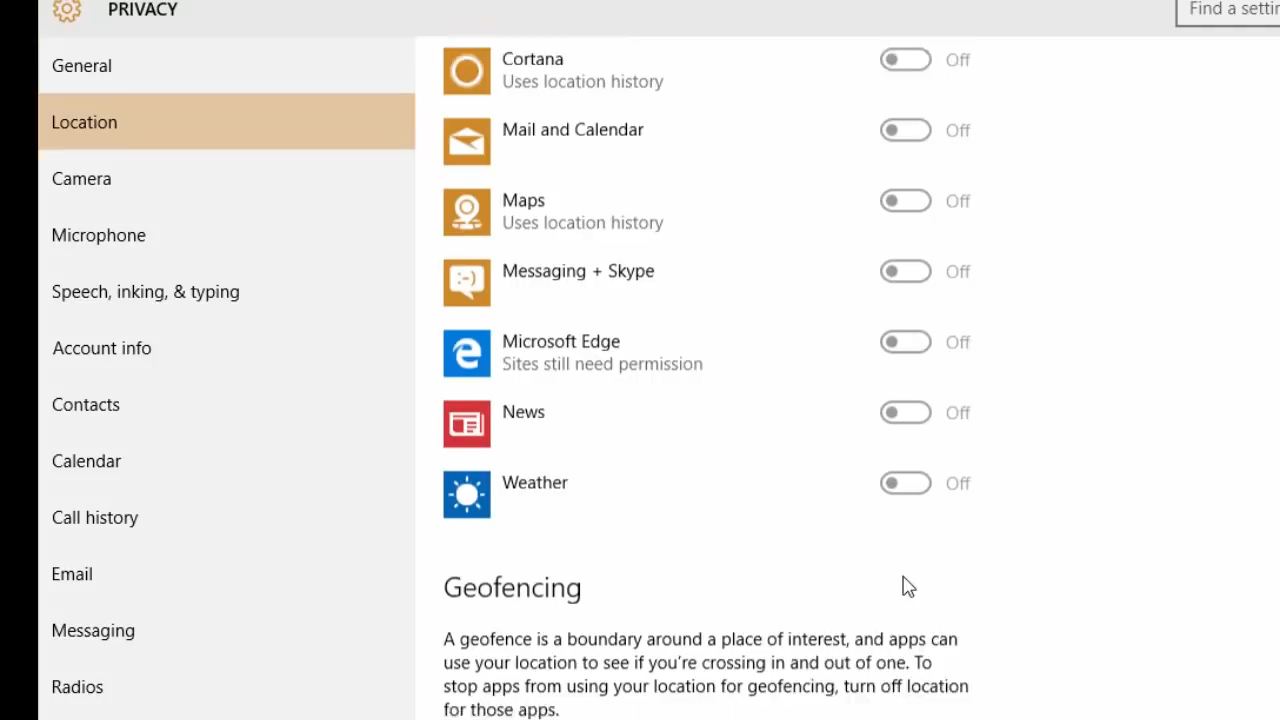 PRIVACY
Find a settin
General
Location
Camera
Microphone
Speech, inking, & typing
Account info
Contacts
Calendar
Call history
Email
Messaging
Radios
Cortana Off
Uses location history
Mail and Calendar Off
Maps Off
Uses location history
Messaging + Skype Off
Microsoft Edge Off
Sites still need permission
News Off
Weather Off
Geofencing
A geofence is a boundary around a place of interest, and apps can
use your location to see if you're crossing in and out of one. To
stop apps from using your location for geofencing, turn off location
for those apps.